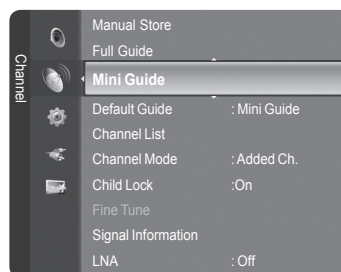 Channel
Manual Store
Full Guide
Mini Guide
Default Guide : Mini Guide
Channel List
Channel Mode : Added Ch.
Child Lock :On
Fine Tune
Signal Information
LNA : Off